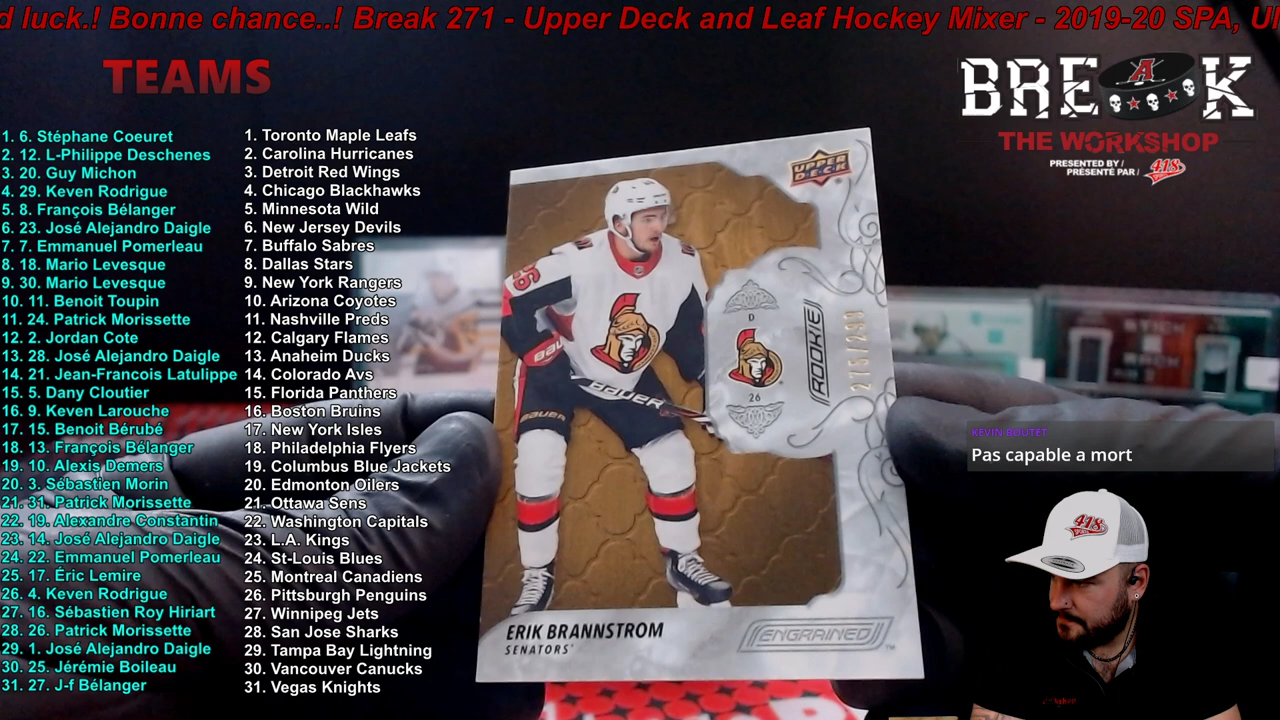 d luck.! Bonne chance..! Break 271 - Upper Deck and Leaf Hockey Mixer - 2019-20 SPA,
TEAMS
1. 6. Stéphane Coeuret
2. 12. L-Philippe Deschenes
3. 20. Guy Michon
4. 29. Keven Rodrigue
5. 8. François Bélanger
6. 23. José Alejandro Daigle
7. 7. Emmanuel Pomerleau
8. 18. Mario Levesque
9. 30. Mario Levesque
10. 11. Benoit Toupin
11. 24. Patrick Morissette
12. 2. Jordan Cote
13. 28. José Alejandro Daigle
14. 21. Jean-Francois Latulippe
15. 5. Dany Cloutier
16. 9. Keven Larouche
17. 15. Benoit Bérubé
18. 13. François Bélanger
19. 10. Alexis Demers
20. 3. Sébastien Morin
21. 31. Patrick Morissette
22. 19. Alexandre Constantin
23. 14. José Alejandro Daigle
24. 22. Emmanuel Pomerleau
25. 17. Éric Lemire
26. 4. Keven Rodrigue
27. 16. Sébastien Roy Hiriart
28. 26. Patrick Morissette
29. 1. José Alejandro Daigle
30. 25. Jérémie Boileau
31. 27. J-f Bélanger
1. Toronto Maple Leafs
2. Carolina Hurricanes
3. Detroit Red Wings
4. Chicago Blackhawks
5. Minnesota Wild
6. New Jersey Devils
7. Buffalo Sabres
8. Dallas Stars
9. New York Rangers
10. Arizona Coyotes
11. Nashville Preds
12. Calgary Flames
13. Anaheim Ducks
14. Colorado Avs
15. Florida Panthers
16. Boston Bruins
17. New York Isles
18. Philadelphia Flyers
19. Columbus Blue Jackets
20. Edmonton Oilers
21. Ottawa Sens
22. Washington Capitals
23. L.A. Kings
24. St-Louis Blues
25. Montreal Canadiens
26. Pittsburgh Penguins
27. Winnipeg Jets
28. San Jose Sharks
29. Tampa Bay Lightning
30. Vancouver Canucks
31. Vegas Knights
UPPER
DECK
26
BAUER
BAUER
BAUER
D
26
ROOKIE
275/299
ERIK BRANNSTROM
SENATORS
ENGRAINED
TM
BRE K
A
THE WORKSHOP
PRESENTED BY /
PRÉSENTÉ PAR /
418
KEVIN BOUTET
Pas capable a mort
418